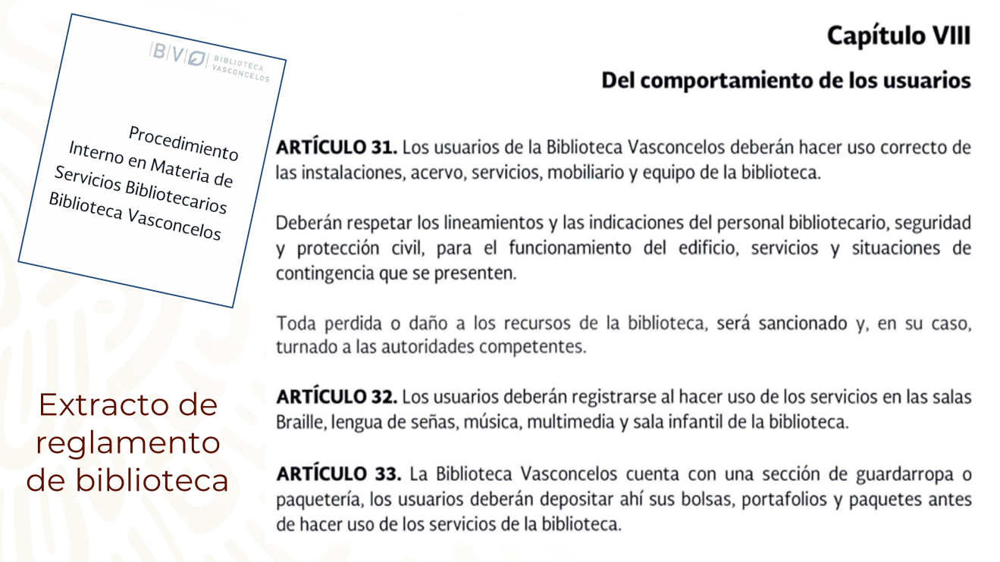 BVO BIBLIOTECA
VASCONCELOS
Procedimiento
Interno en Materia de
Servicios Bibliotecarios
Biblioteca Vasconcelos
Extracto de
reglamento
de biblioteca
Capítulo VIII
Del comportamiento de los usuarios
ARTÍCULO 31. Los usuarios de la Biblioteca Vasconcelos deberán hacer uso correcto de
las instalaciones, acervo, servicios, mobiliario y equipo de la biblioteca.
Deberán respetar los lineamientos y las indicaciones del personal bibliotecario, seguridad
y protección civil, para el funcionamiento del edificio, servicios y situaciones de
contingencia que se presenten.
Toda perdida o daño a los recursos de la biblioteca, será sancionado y, en su caso,
turnado a las autoridades competentes.
ARTÍCULO 32. Los usuarios deberán registrarse al hacer uso de los servicios en las salas
Braille, lengua de señas, música, multimedia y sala infantil de la biblioteca.
ARTÍCULO 33. La Biblioteca Vasconcelos cuenta con una sección de guardarropa o
paquetería, los usuarios deberán depositar ahí sus bolsas, portafolios y paquetes antes
de hacer uso de los servicios de la biblioteca.